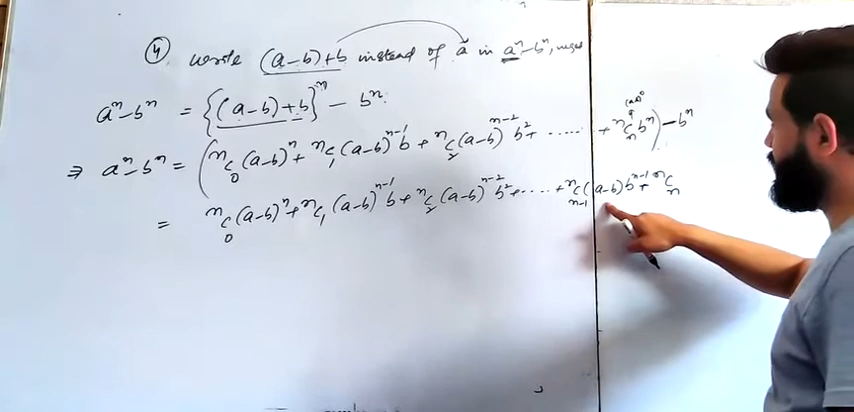 (4) write (a-b)+b instead of a in aⁿ-bⁿ, we get
aⁿ-bⁿ = {(a-b)+b}ⁿ - bⁿ
(a-b)⁰
⇒ aⁿ-bⁿ = (ⁿC₀(a-b)ⁿ + ⁿC₁(a-b)ⁿ⁻¹b + ⁿC₂(a-b)ⁿ⁻²b² + ..... + ⁿCₙbⁿ) - bⁿ
= ⁿC₀(a-b)ⁿ + ⁿC₁(a-b)ⁿ⁻¹b + ⁿC₂(a-b)ⁿ⁻²b² + .... + ⁿCₙ₋₁(a-b)bⁿ⁻¹ + ⁿCₙ